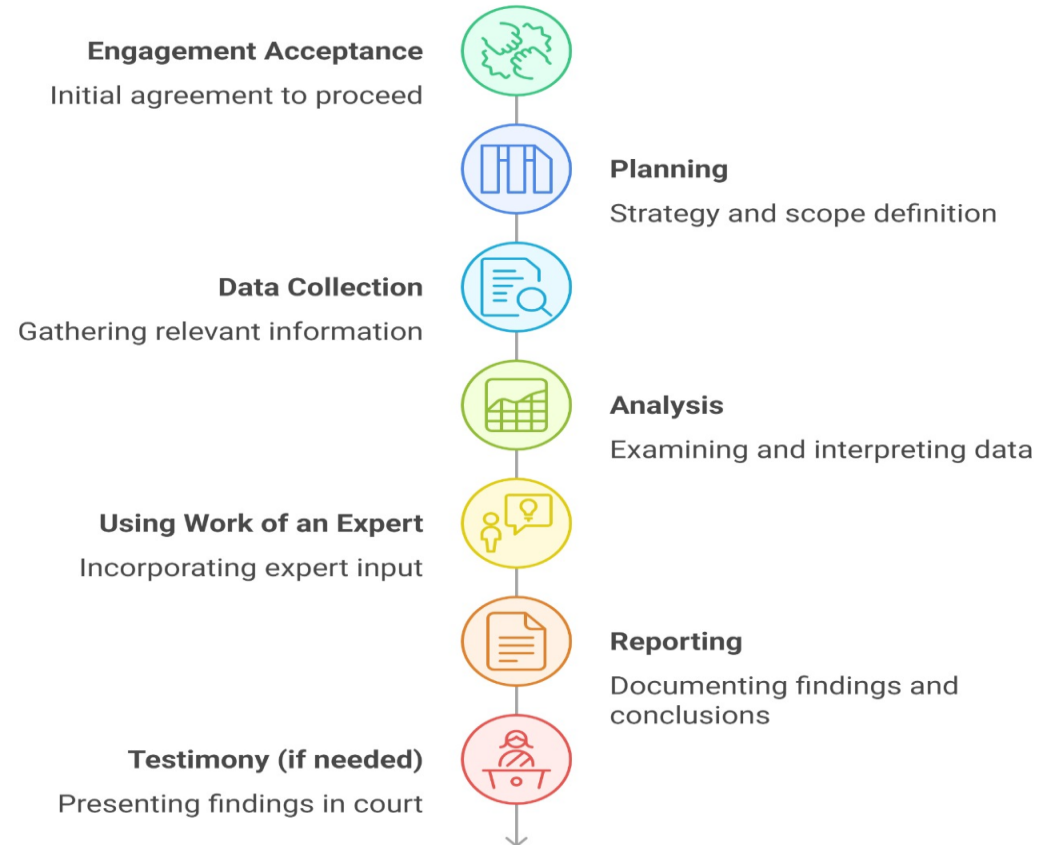 Engagement Acceptance
Initial agreement to proceed
Planning
Strategy and scope definition
Data Collection
Gathering relevant information
Analysis
Examining and interpreting data
Using Work of an Expert
Incorporating expert input
Reporting
Documenting findings and
conclusions
Testimony (if needed)
Presenting findings in court